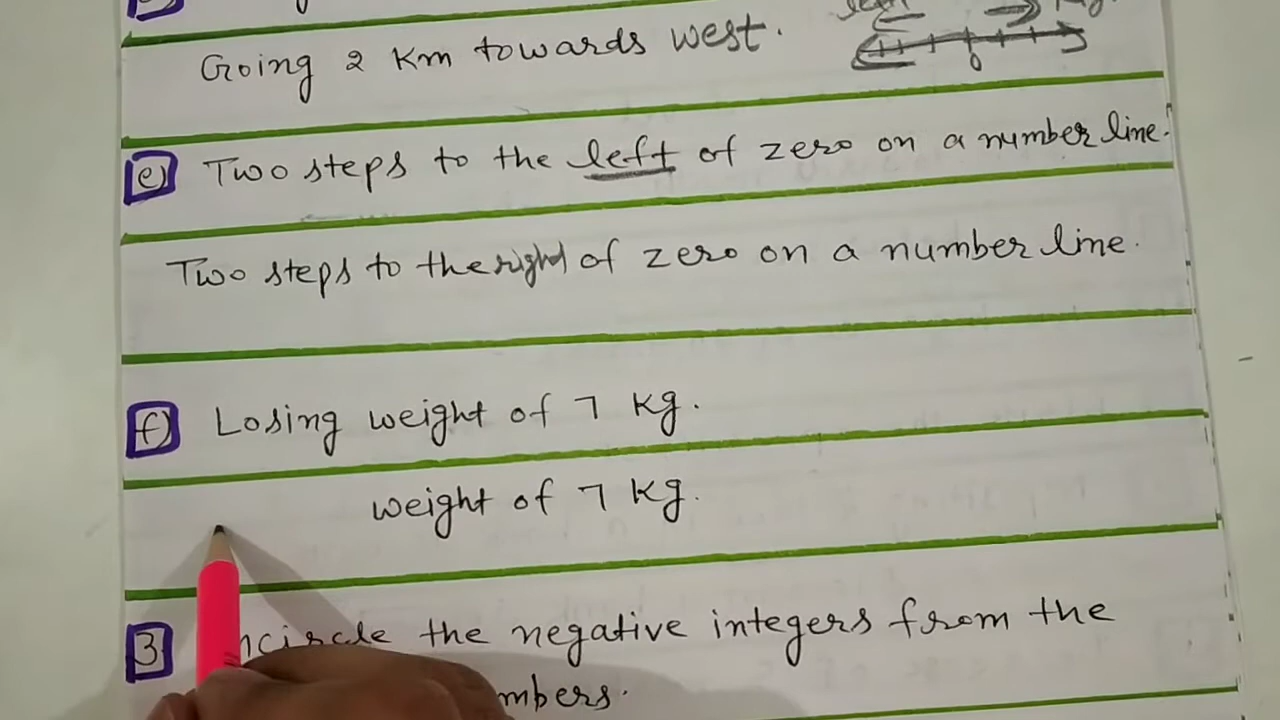 Going 2 Km towards west.
e) Two steps to the left of zero on a number line.
Two steps to the right of zero on a number line.
f) Losing weight of 7 Kg.
weight of 7 Kg.
3 ncircle the negative integers from the
mbers.